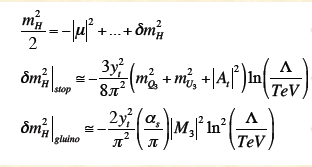 m_H^2 / 2 = -|μ|^2 + ... + δm_H^2
δm_H^2|_stop ≅ -3y_t^2 / 8π^2 (m_{Q_3}^2 + m_{U_3}^2 + |A_t|^2) ln(Λ / TeV)
δm_H^2|_gluino ≅ -2y_t^2 / π^2 (α_s / π) |M_3|^2 ln^2(Λ / TeV)